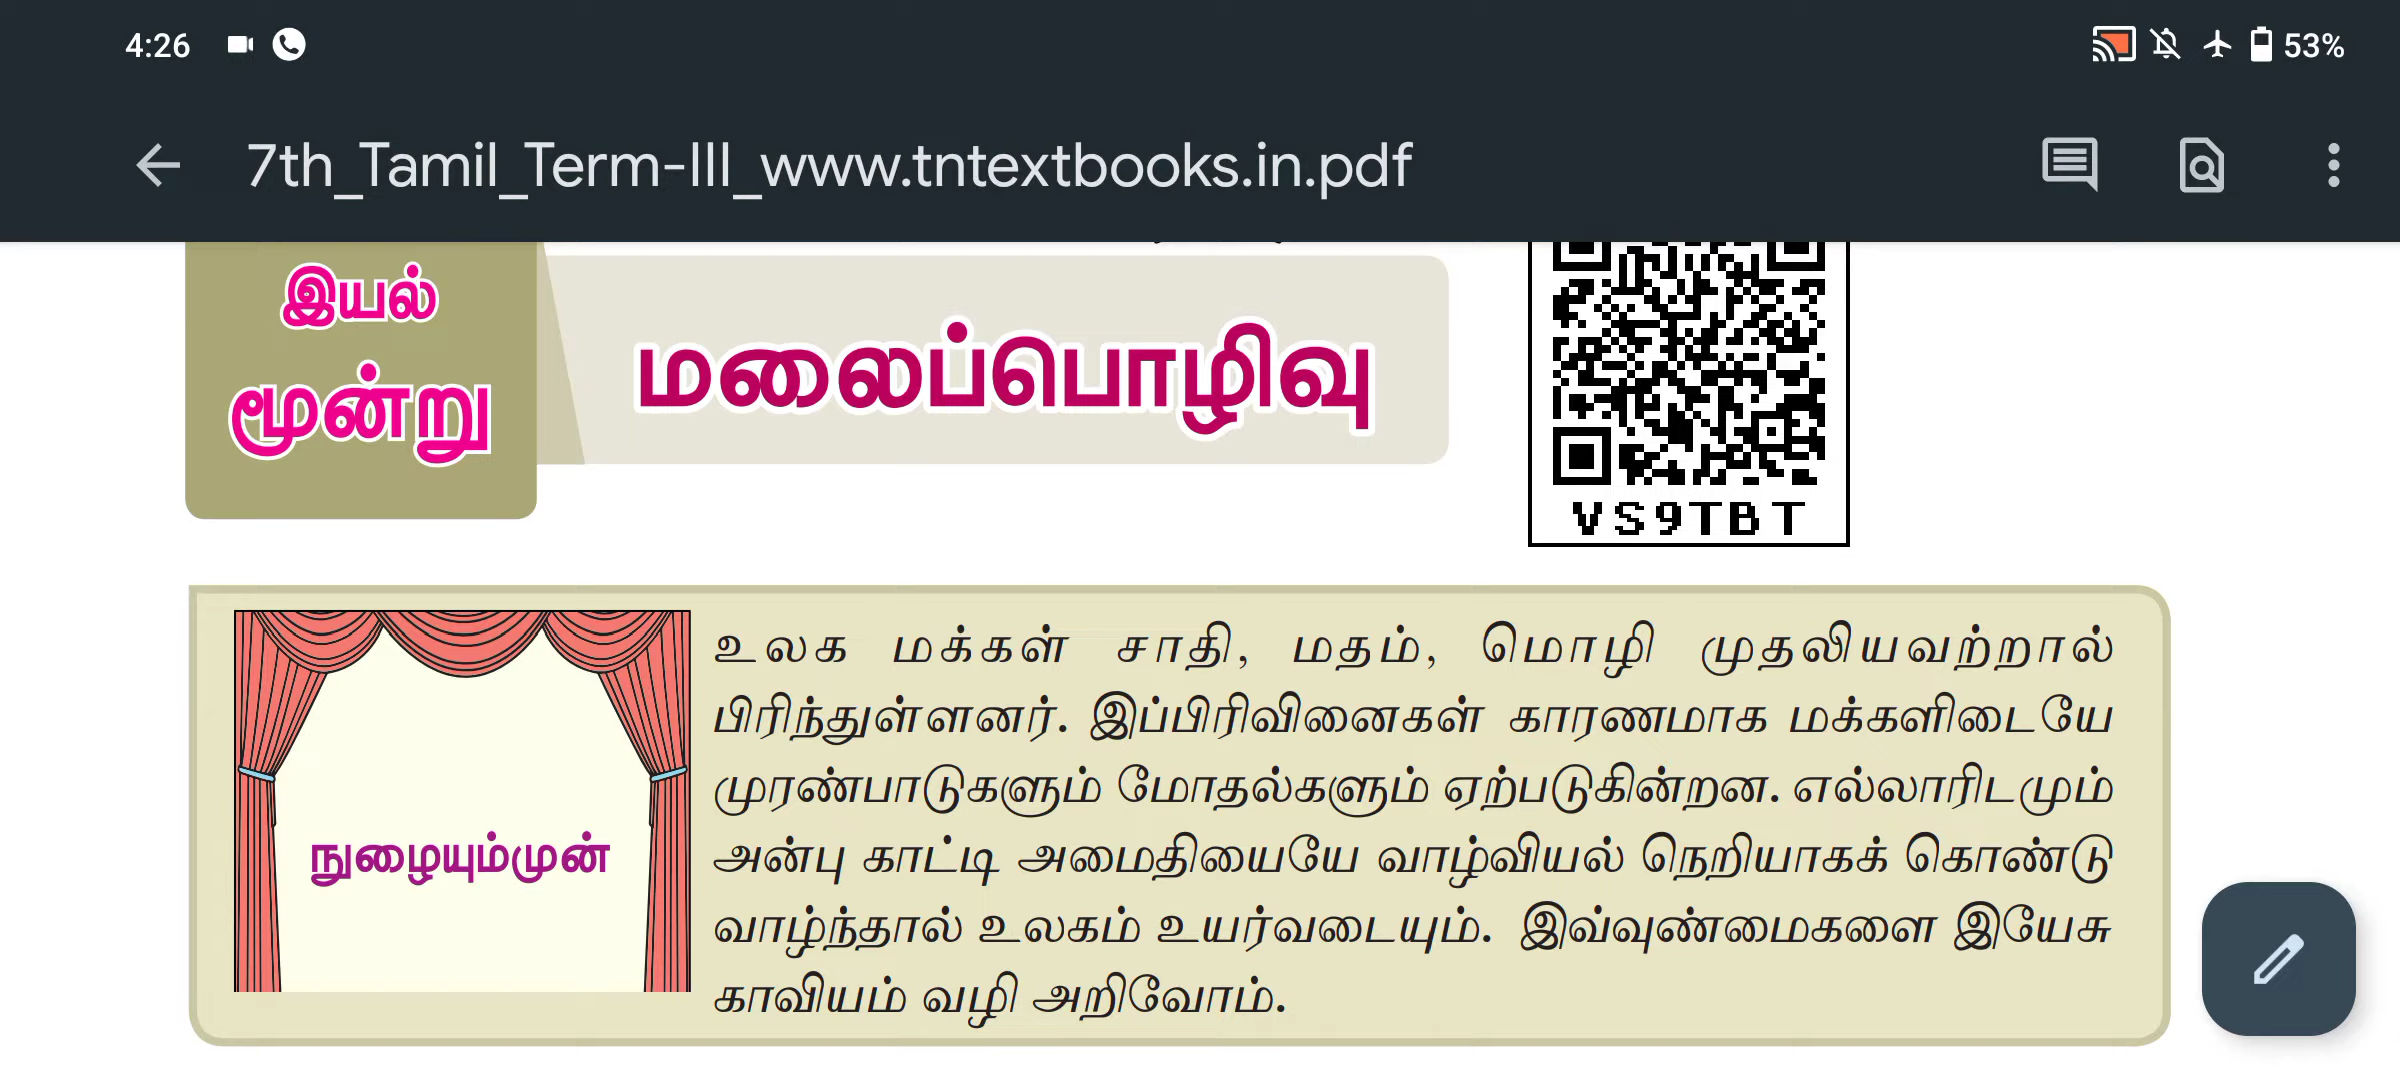 4:26
53%
7th_Tamil_Term-III_www.tntextbooks.in.pdf
இயல்
மூன்று
மலைப்பொழிவு
VS9TBT
நுழையும்முன்
உலக மக்கள் சாதி, மதம், மொழி முதலியவற்றால்
பிரிந்துள்ளனர். இப்பிரிவினைகள் காரணமாக மக்களிடையே
முரண்பாடுகளும் மோதல்களும் ஏற்படுகின்றன. எல்லாரிடமும்
அன்பு காட்டி அமைதியையே வாழ்வியல் நெறியாகக் கொண்டு
வாழ்ந்தால் உலகம் உயர்வடையும். இவ்வுண்மைகளை இயேசு
காவியம் வழி அறிவோம்.